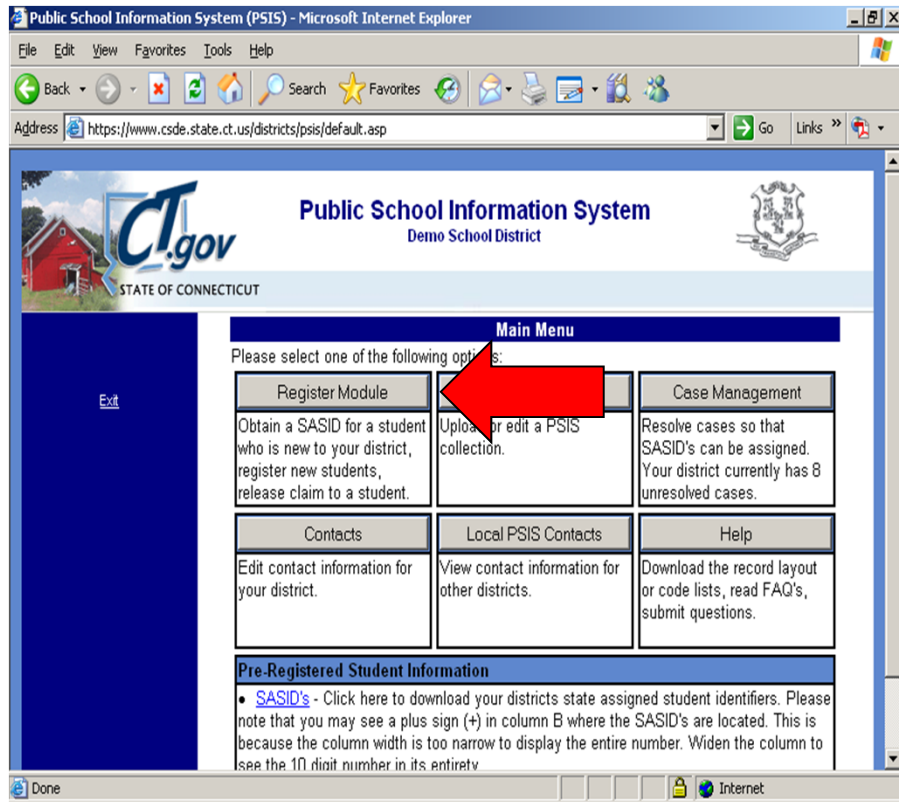 Public School Information System (PSIS) - Microsoft Internet Explorer
File Edit View Favorites Tools Help
Back Search Favorites
Address https://www.csde.state.ct.us/districts/psis/default.asp Go Links »
CT.gov
STATE OF CONNECTICUT
Public School Information System
Demo School District
Exit
Main Menu
Please select one of the following options:
Register Module
Obtain a SASID for a student
who is new to your district,
register new students,
release claim to a student.
Upload or edit a PSIS
collection.
Case Management
Resolve cases so that
SASID's can be assigned.
Your district currently has 8
unresolved cases.
Contacts
Edit contact information for
your district.
Local PSIS Contacts
View contact information for
other districts.
Help
Download the record layout
or code lists, read FAQ's,
submit questions.
Pre-Registered Student Information
• SASID's - Click here to download your districts state assigned student identifiers. Please
note that you may see a plus sign (+) in column B where the SASID's are located. This is
because the column width is too narrow to display the entire number. Widen the column to
see the 10 digit number in its entirety
Done Internet